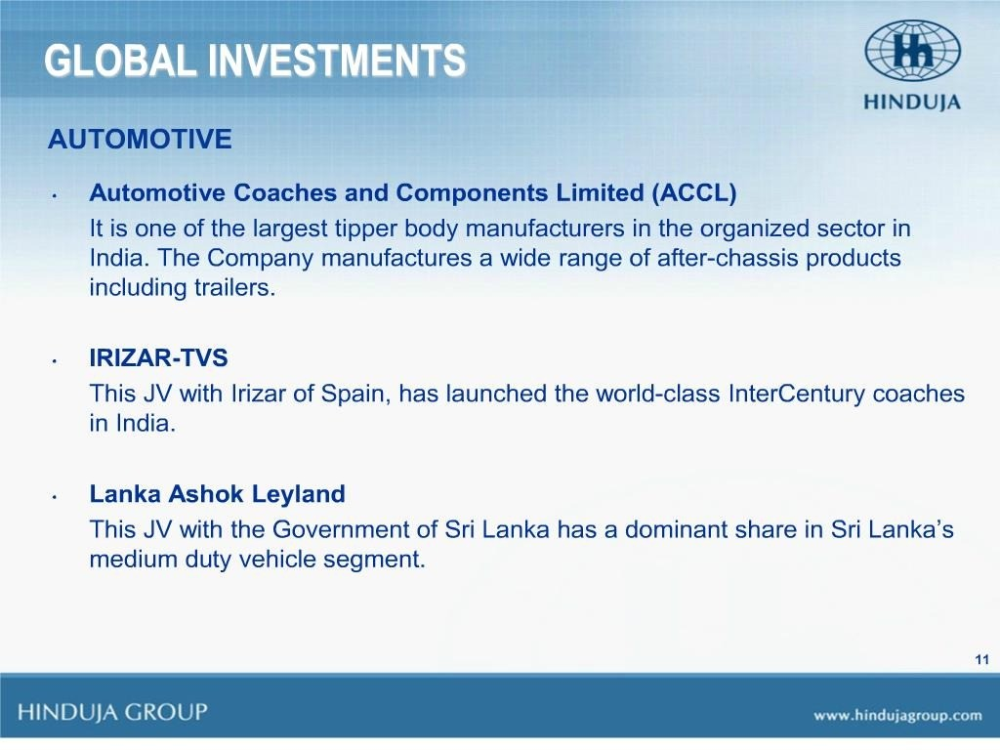 GLOBAL INVESTMENTS
Hn
HINDUJA
AUTOMOTIVE
• Automotive Coaches and Components Limited (ACCL)
It is one of the largest tipper body manufacturers in the organized sector in
India. The Company manufactures a wide range of after-chassis products
including trailers.
• IRIZAR-TVS
This JV with Irizar of Spain, has launched the world-class InterCentury coaches
in India.
• Lanka Ashok Leyland
This JV with the Government of Sri Lanka has a dominant share in Sri Lanka’s
medium duty vehicle segment.
11
HINDUJA GROUP
www.hindujagroup.com